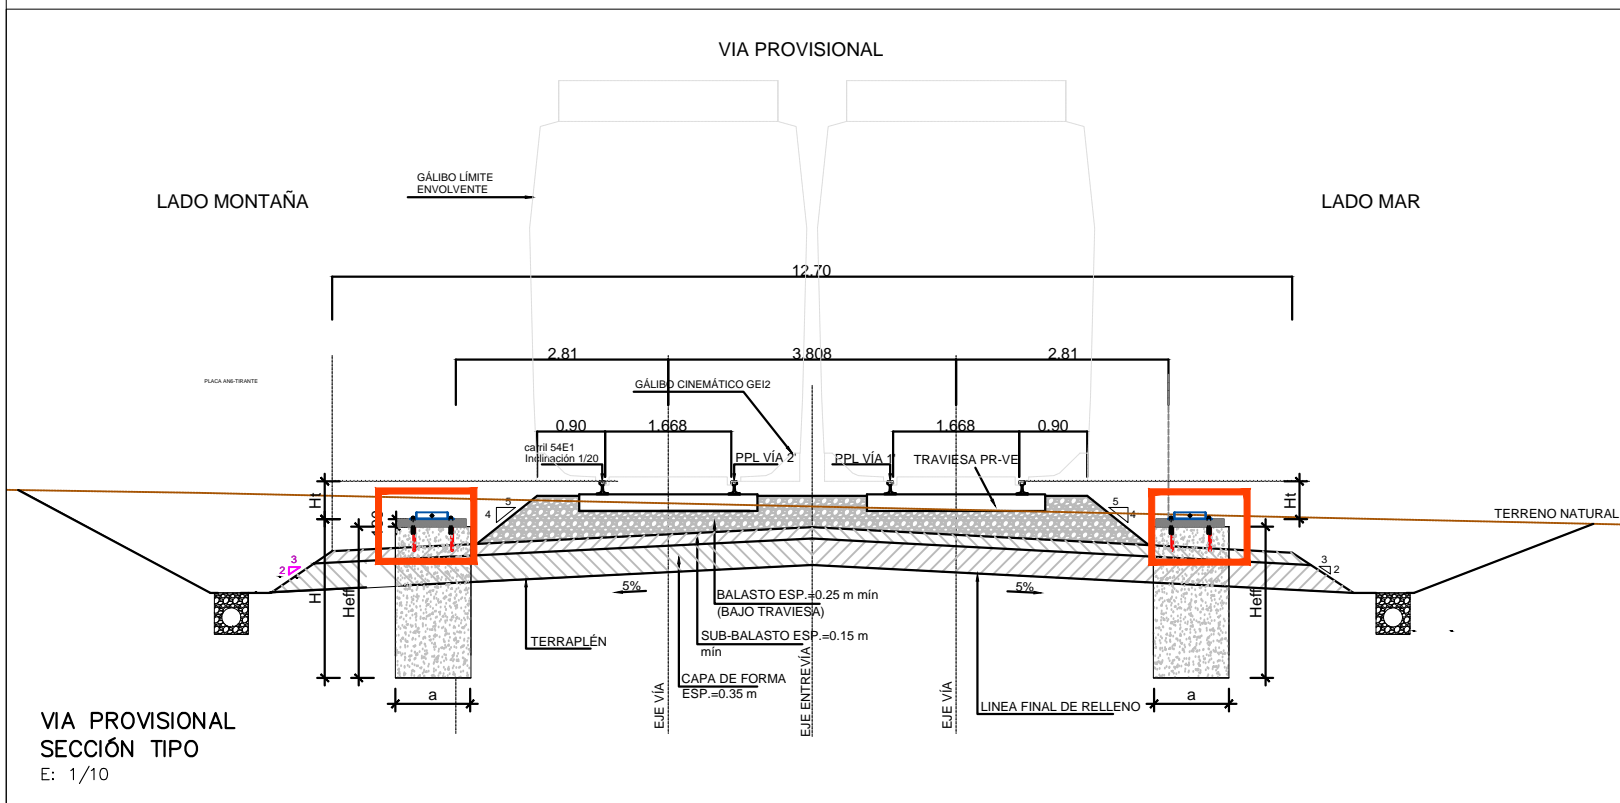 VIA PROVISIONAL
GÁLIBO LÍMITE
ENVOLVENTE
LADO MONTAÑA
LADO MAR
12.70
2.81
3.808
2.81
PLACA AN6-TIRANTE
GÁLIBO CINEMÁTICO GEI2
0.90
1.668
1.668
0.90
carril 54E1
Inclinación 1/20
PPL VÍA 2'
PPL VÍA 1'
TRAVIESA PR-VE
Ht
Ht
5
4
5
4
TERRENO NATURAL
3
2
3
2
H
Heff
Heff
5%
5%
BALASTO ESP.=0.25 m mín
(BAJO TRAVIESA)
TERRAPLÉN
SUB-BALASTO ESP.=0.15 m
mín
CAPA DE FORMA
ESP.=0.35 m
EJE VÍA
EJE ENTREVÍA
EJE VÍA
LINEA FINAL DE RELLENO
a
a
VIA PROVISIONAL
SECCIÓN TIPO
E: 1/10